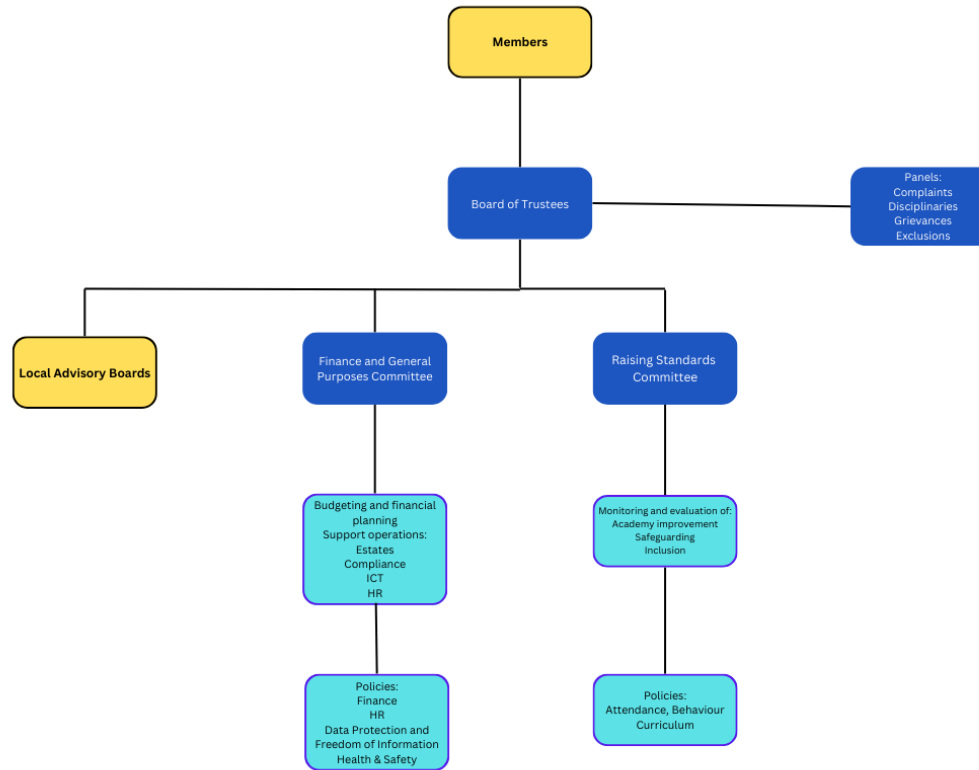 Members
Board of Trustees
Panels:
Complaints
Disciplinaries
Grievances
Exclusions
Local Advisory Boards
Finance and General
Purposes Committee
Raising Standards
Committee
Budgeting and financial
planning
Support operations:
Estates
Compliance
ICT
HR
Monitoring and evaluation of:
Academy improvement
Safeguarding
Inclusion
Policies:
Finance
HR
Data Protection and
Freedom of Information
Health & Safety
Policies:
Attendance, Behaviour
Curriculum